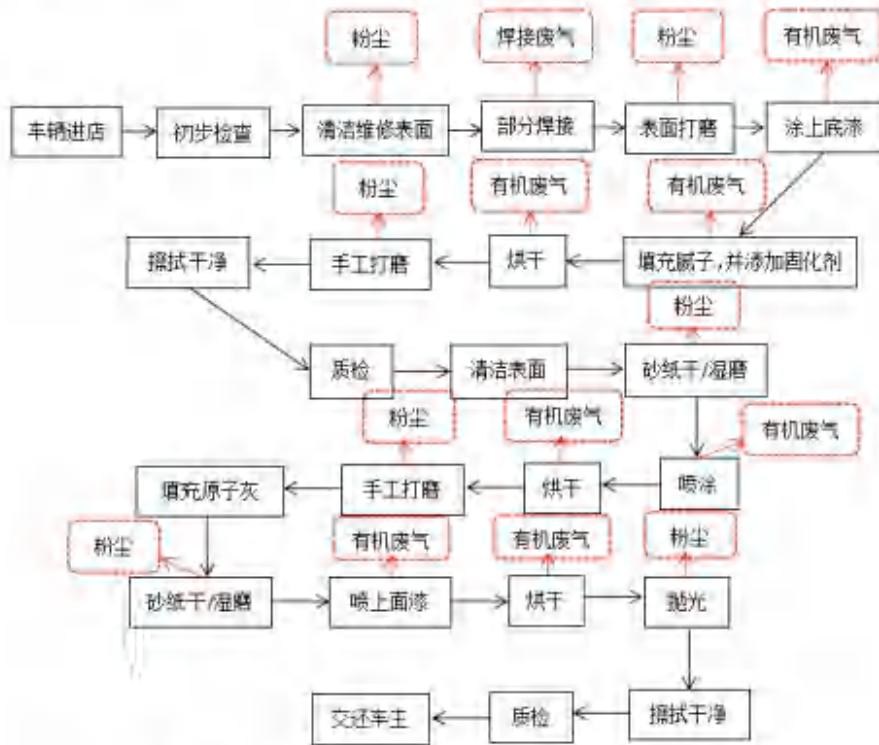 粉尘 焊接废气 粉尘 有机废气
车辆进店 初步检查 清洁维修表面 部分焊接 表面打磨 涂上底漆
粉尘 有机废气 有机废气
擦拭干净 手工打磨 烘干 填充腻子,并添加固化剂
粉尘
质检 清洁表面 砂纸干/湿磨
粉尘 有机废气 有机废气
填充原子灰 手工打磨 烘干 喷涂
粉尘 有机废气 有机废气 粉尘
砂纸干/湿磨 喷上面漆 烘干 抛光
交还车主 质检 擦拭干净